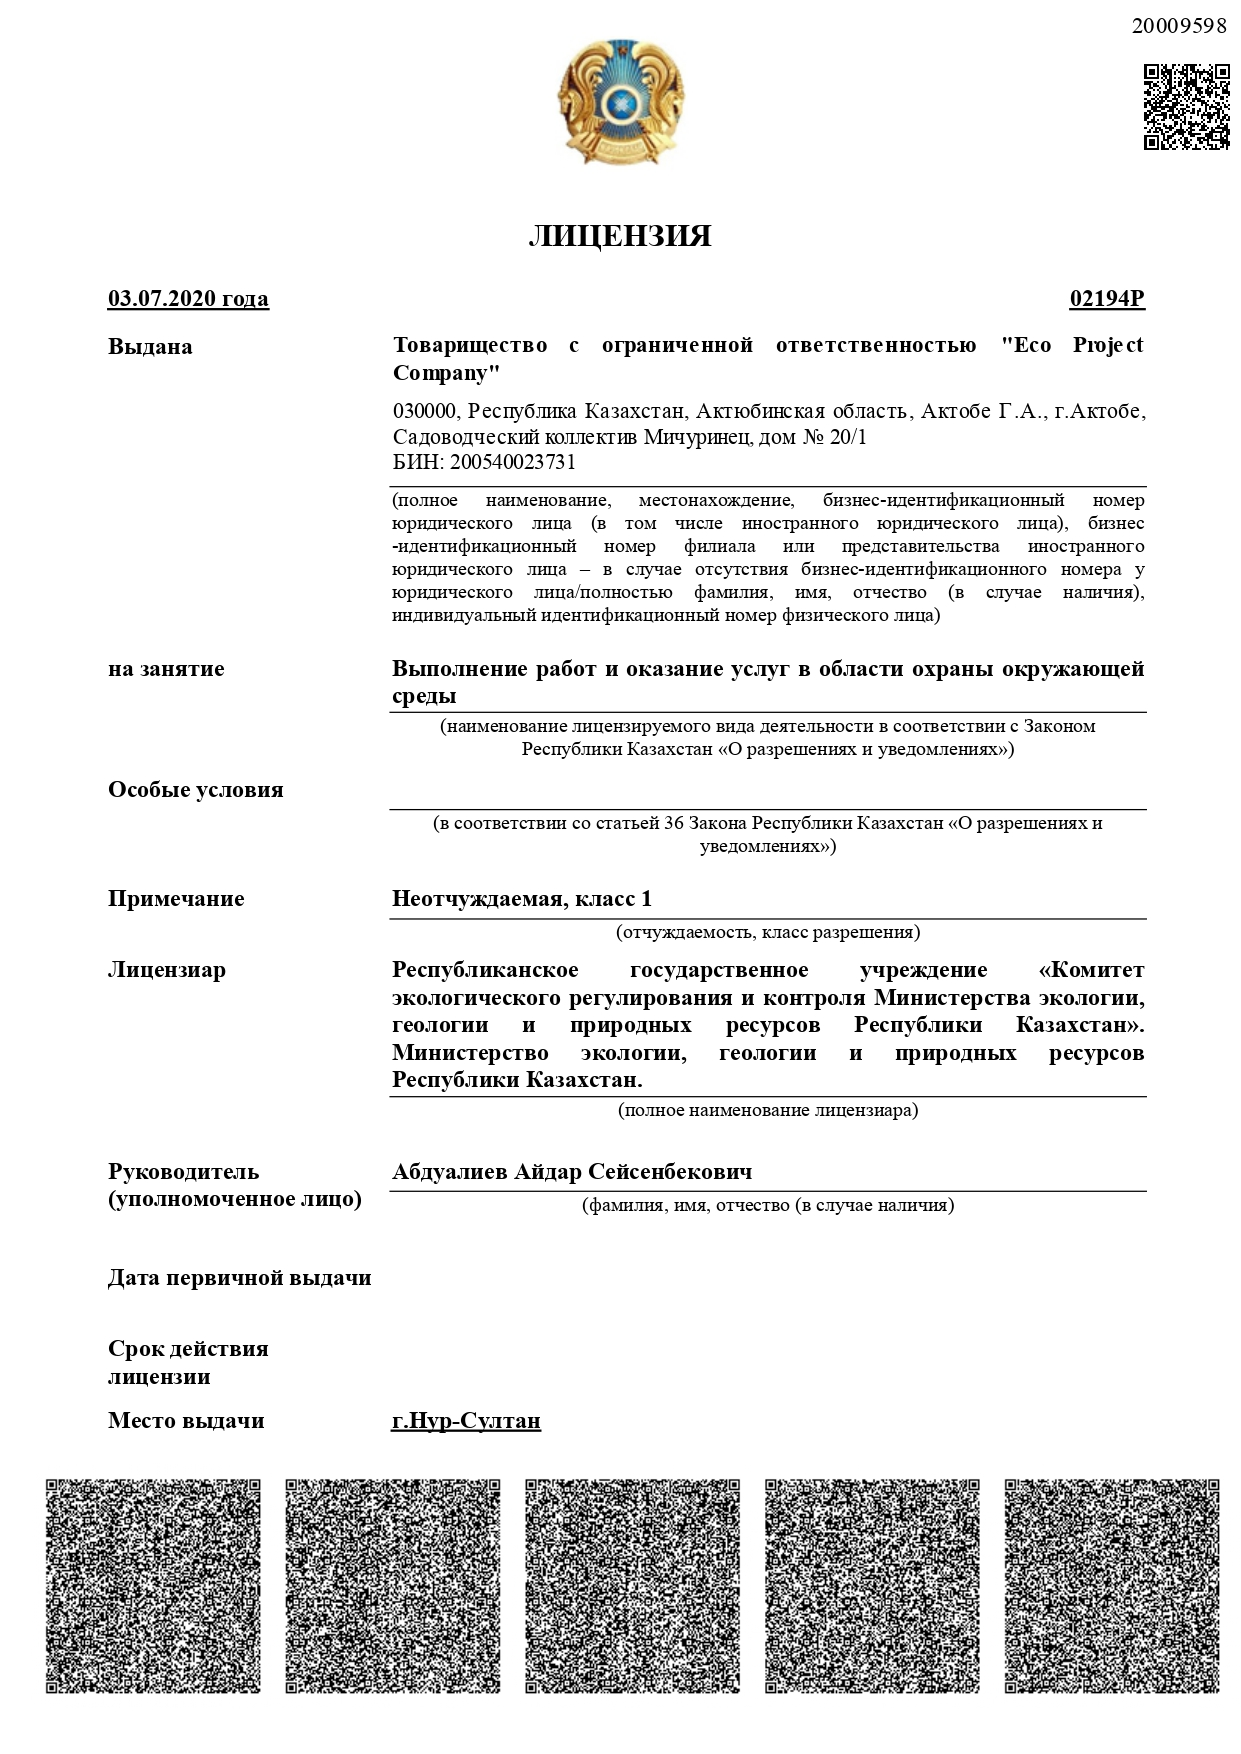 20009598
ЛИЦЕНЗИЯ
03.07.2020 года
02194Р
Выдана
Товарищество с ограниченной ответственностью "Eco Project
Company"
030000, Республика Казахстан, Актюбинская область, Актобе Г.А., г.Актобе,
Садоводческий коллектив Мичуринец, дом № 20/1
БИН: 200540023731
(полное наименование, местонахождение, бизнес-идентификационный номер
юридического лица (в том числе иностранного юридического лица), бизнес
-идентификационный номер филиала или представительства иностранного
юридического лица – в случае отсутствия бизнес-идентификационного номера у
юридического лица/полностью фамилия, имя, отчество (в случае наличия),
индивидуальный идентификационный номер физического лица)
на занятие
Выполнение работ и оказание услуг в области охраны окружающей
среды
(наименование лицензируемого вида деятельности в соответствии с Законом
Республики Казахстан «О разрешениях и уведомлениях»)
Особые условия
(в соответствии со статьей 36 Закона Республики Казахстан «О разрешениях и
уведомлениях»)
Примечание
Неотчуждаемая, класс 1
(отчуждаемость, класс разрешения)
Лицензиар
Республиканское государственное учреждение «Комитет
экологического регулирования и контроля Министерства экологии,
геологии и природных ресурсов Республики Казахстан».
Министерство экологии, геологии и природных ресурсов
Республики Казахстан.
(полное наименование лицензиара)
Руководитель
(уполномоченное лицо)
Абдуалиев Айдар Сейсенбекович
(фамилия, имя, отчество (в случае наличия)
Дата первичной выдачи
Срок действия
лицензии
Место выдачи
г.Нур-Султан